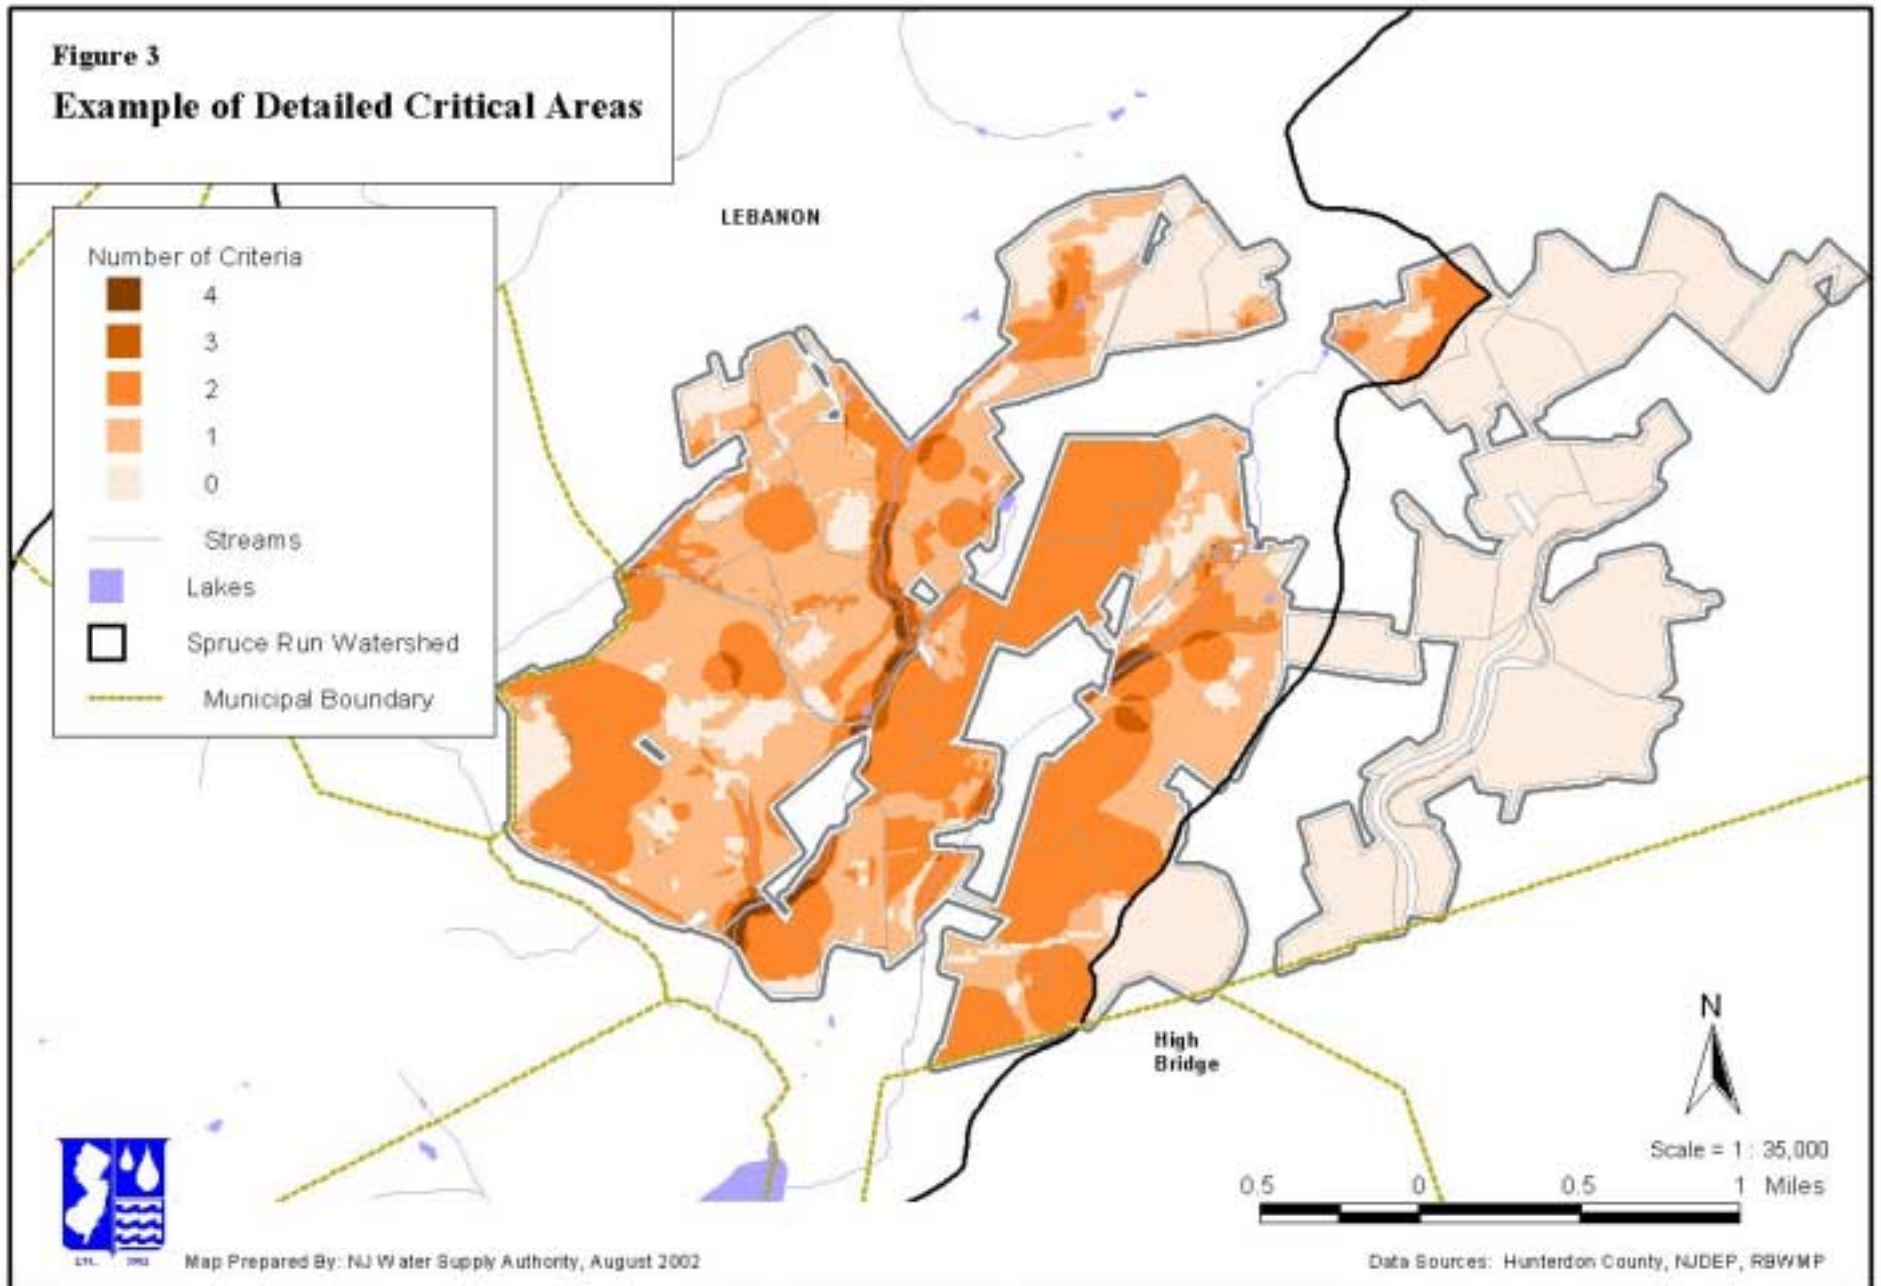 Figure 3
Example of Detailed Critical Areas
LEBANON
Number of Criteria
4
3
2
1
0
Streams
Lakes
Spruce Run Watershed
Municipal Boundary
High
Bridge
N
Scale = 1 : 35,000
0.5 0 0.5 1 Miles
Map Prepared By: NJ Water Supply Authority, August 2002
Data Sources: Hunterdon County, NJDEP, RBWMP